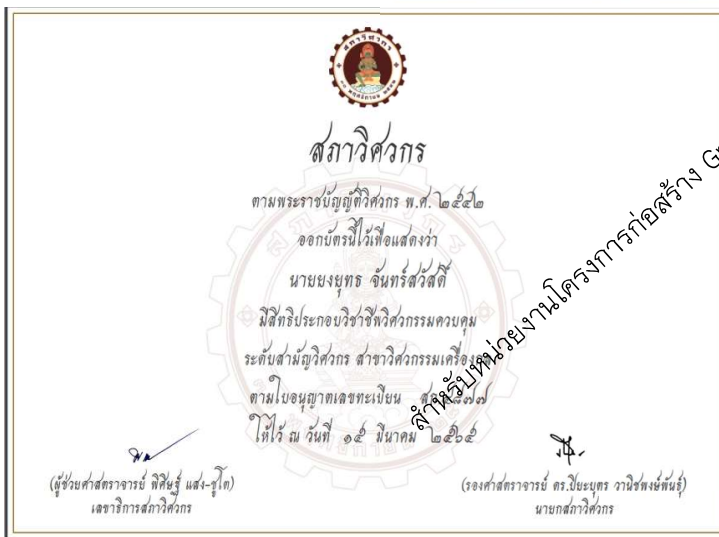 สภาวิศวกร
สภาวิศวกร
ตามพระราชบัญญัติวิศวกร พ.ศ. ๒๕๔๒
ออกบัตรนี้ไว้เพื่อแสดงว่า
นายยงยุทธ จันทร์สวัสดิ์
มีสิทธิประกอบวิชาชีพวิศวกรรมควบคุม
ระดับสามัญวิศวกร สาขาวิศวกรรมเครื่องกล
ตามใบอนุญาตเลขทะเบียน
ให้ไว้ ณ วันที่ ๑๕ มีนาคม ๒๕๖๕
สำหรับหน่วยงานโครงการก่อสร้าง
(ผู้ช่วยศาสตราจารย์ พิศิษฐ์ แสง-ชูโต)
เลขาธิการสภาวิศวกร
(รองศาสตราจารย์ ดร.ปิยะบุตร วานิชพงษ์พันธุ์)
นายกสภาวิศวกร